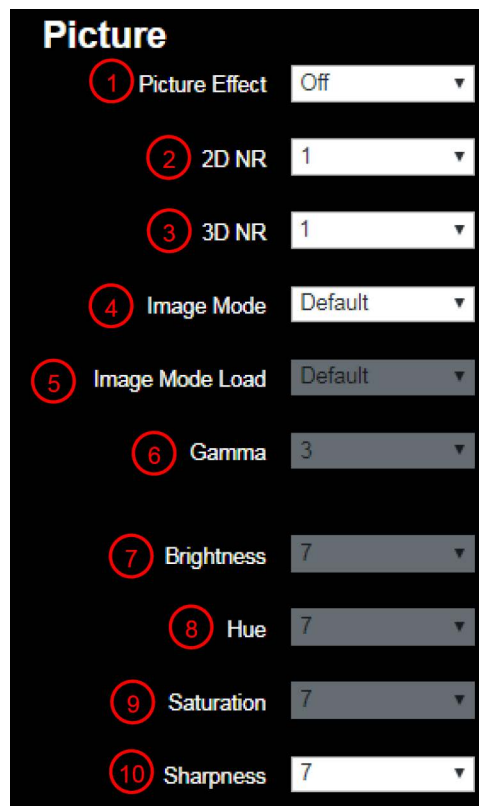 Picture
1 Picture Effect Off
2 2D NR 1
3 3D NR 1
4 Image Mode Default
5 Image Mode Load Default
6 Gamma 3
7 Brightness 7
8 Hue 7
9 Saturation 7
10 Sharpness 7